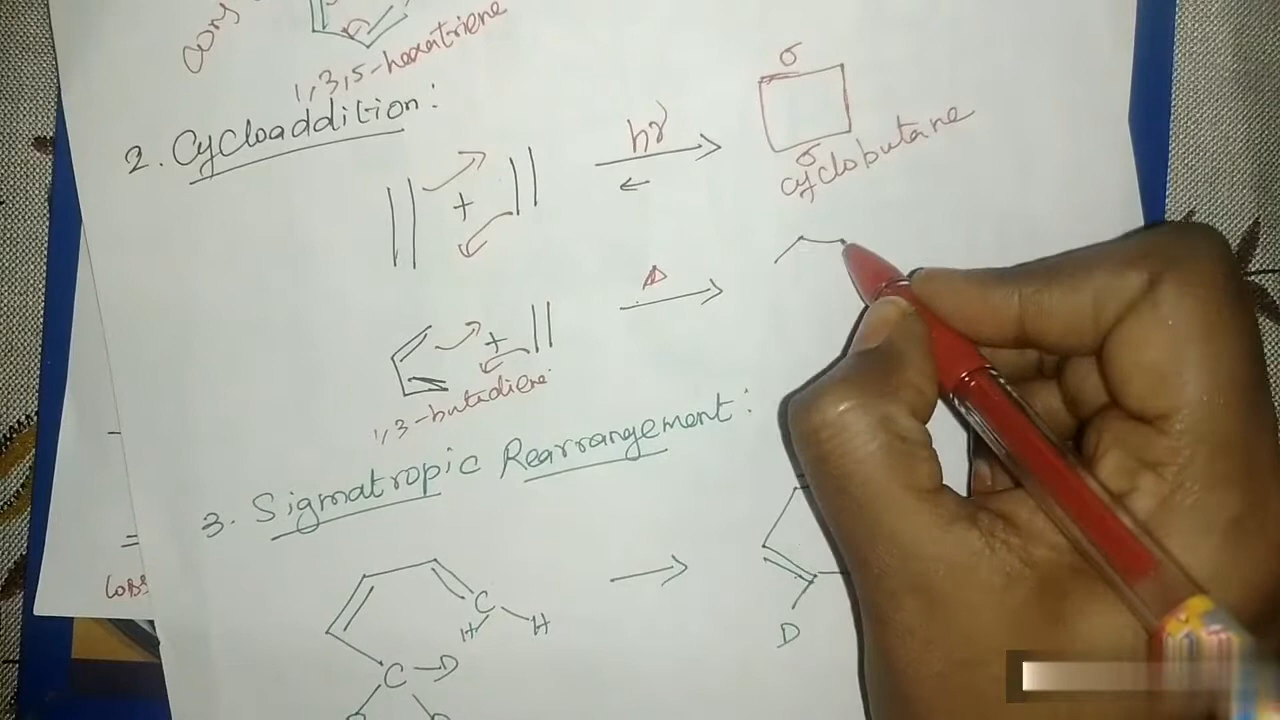 1,3,5-hexatriene
2. Cycloaddition:
+
hν
σ
σ
cyclobutane
+
Δ
1,3-butadiene
3. Sigmatropic Rearrangement:
C
H
H
C
D
D
=